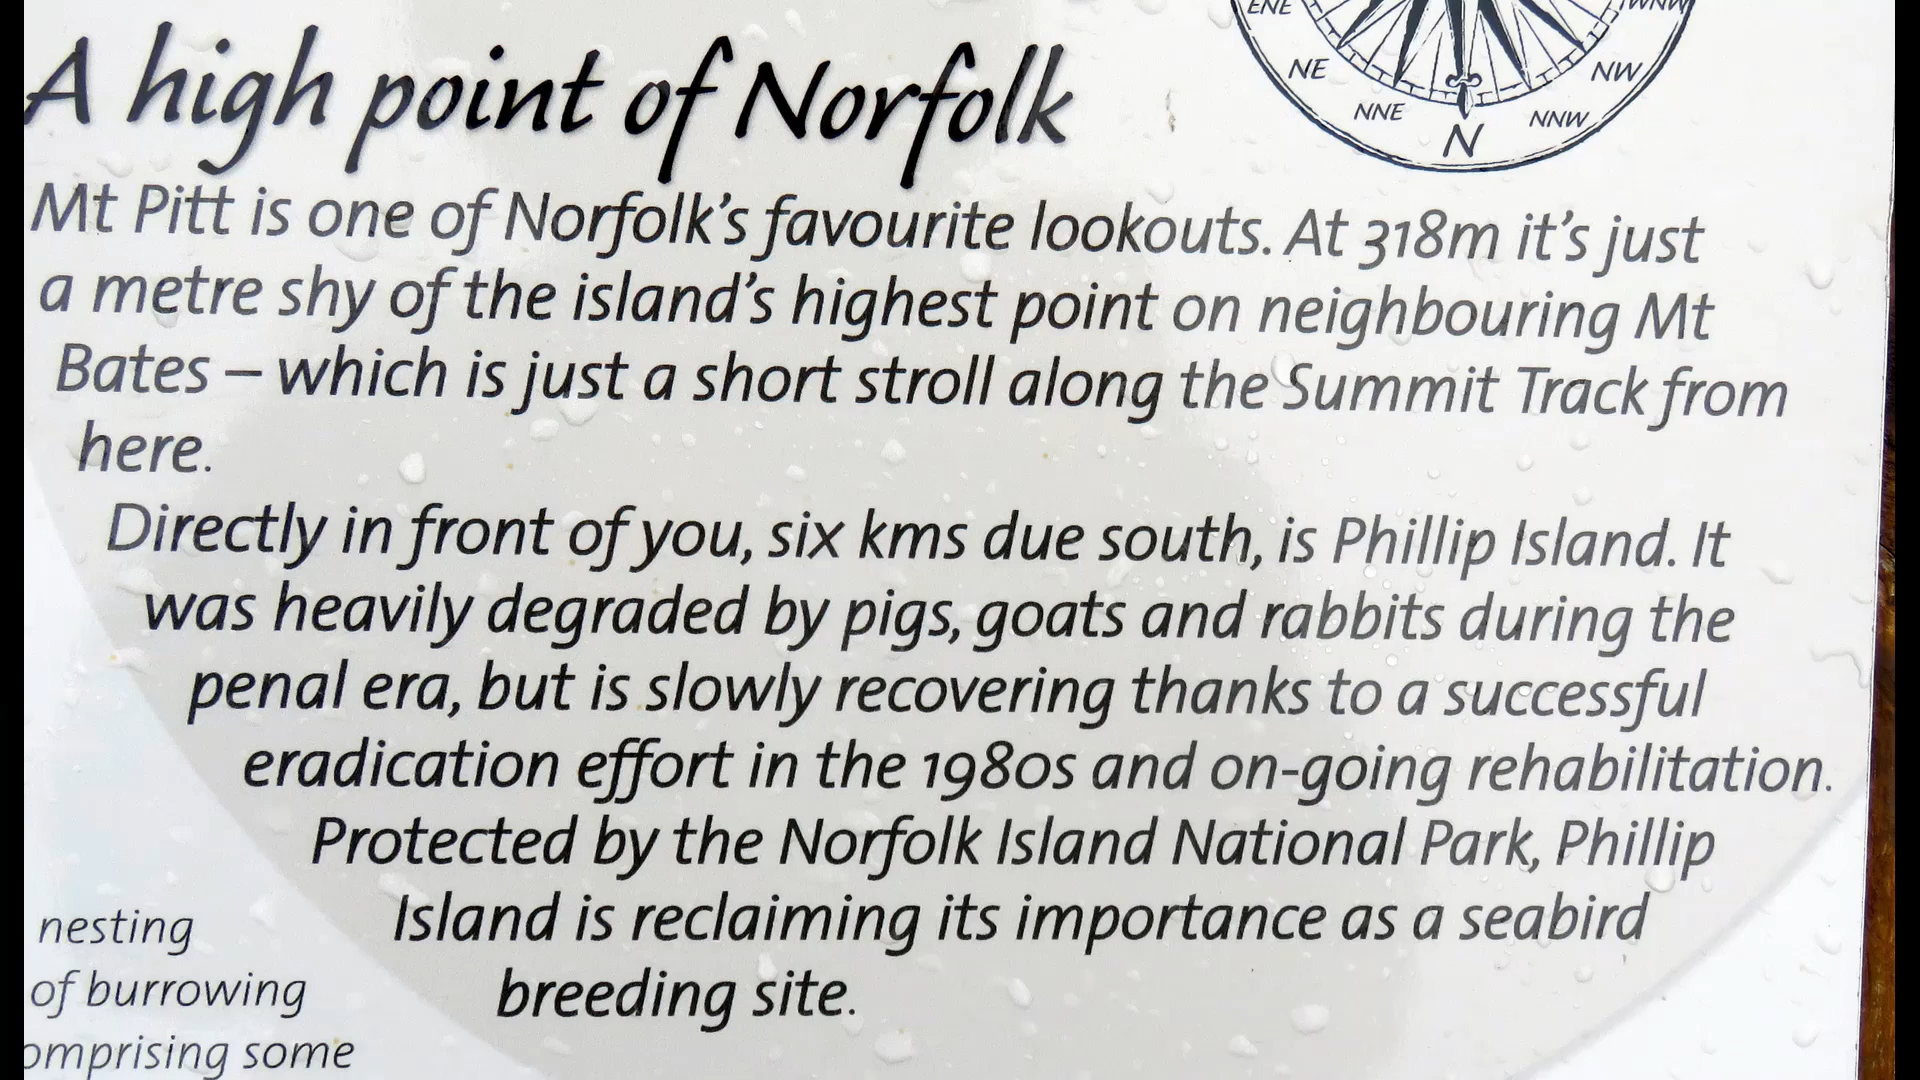 ENE
NE
NNE
N
NNW
NW
A high point of Norfolk
Mt Pitt is one of Norfolk's favourite lookouts. At 318m it's just
a metre shy of the island's highest point on neighbouring Mt
Bates – which is just a short stroll along the Summit Track from
here.
Directly in front of you, six kms due south, is Phillip Island. It
was heavily degraded by pigs, goats and rabbits during the
penal era, but is slowly recovering thanks to a successful
eradication effort in the 1980s and on-going rehabilitation.
Protected by the Norfolk Island National Park, Phillip
Island is reclaiming its importance as a seabird
breeding site.
nesting
of burrowing
omprising some